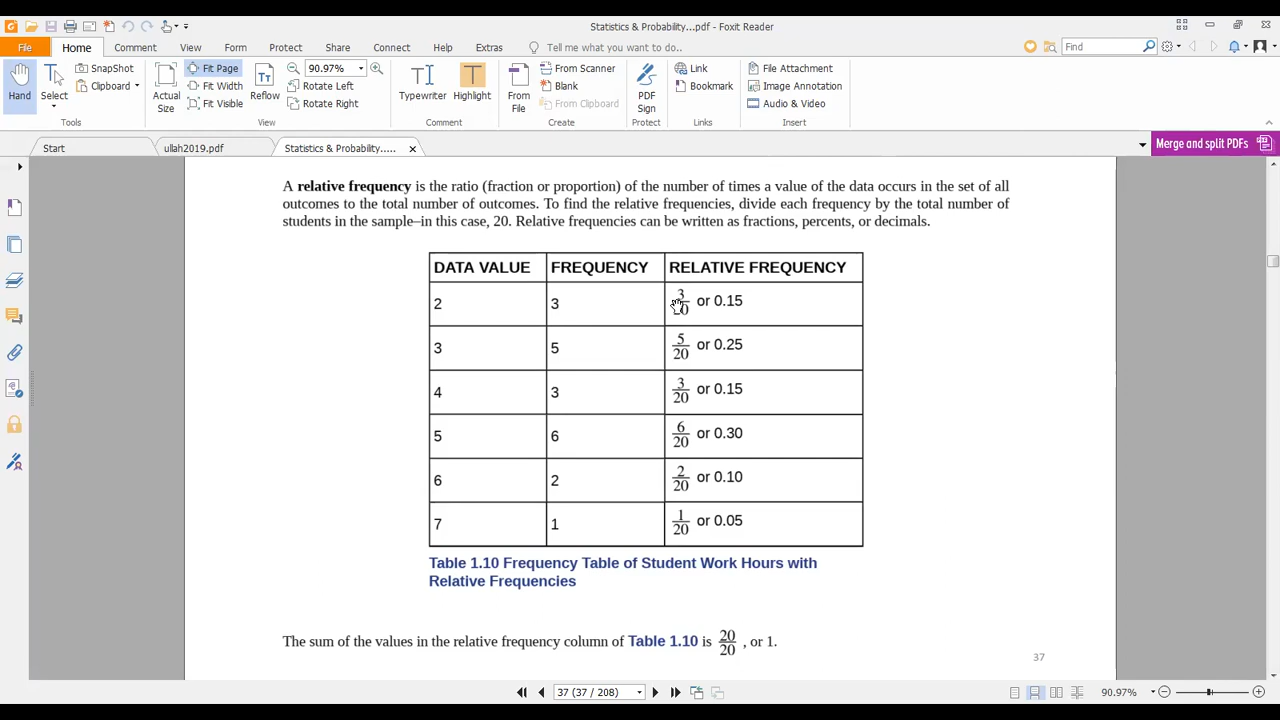 Statistics & Probability...pdf - Foxit Reader
File Home Comment View Form Protect Share Connect Help Extras Tell me what you want to do... Find
Hand
Select
SnapShot
Clipboard
Tools
Actual Size
Fit Page
Fit Width
Fit Visible
Reflow
90.97%
Rotate Left
Rotate Right
View
Typewriter
Highlight
Comment
From File
From Scanner
Blank
From Clipboard
Create
PDF Sign
Protect
Link
Bookmark
Links
File Attachment
Image Annotation
Audio & Video
Insert
Start ullah2019.pdf Statistics & Probability..... Merge and split PDFs
A relative frequency is the ratio (fraction or proportion) of the number of times a value of the data occurs in the set of all
outcomes to the total number of outcomes. To find the relative frequencies, divide each frequency by the total number of
students in the sample–in this case, 20. Relative frequencies can be written as fractions, percents, or decimals.
DATA VALUE FREQUENCY RELATIVE FREQUENCY
2 3 3/20 or 0.15
3 5 5/20 or 0.25
4 3 3/20 or 0.15
5 6 6/20 or 0.30
6 2 2/20 or 0.10
7 1 1/20 or 0.05
Table 1.10 Frequency Table of Student Work Hours with
Relative Frequencies
The sum of the values in the relative frequency column of Table 1.10 is 20/20 , or 1.
37
37 (37 / 208) 90.97%